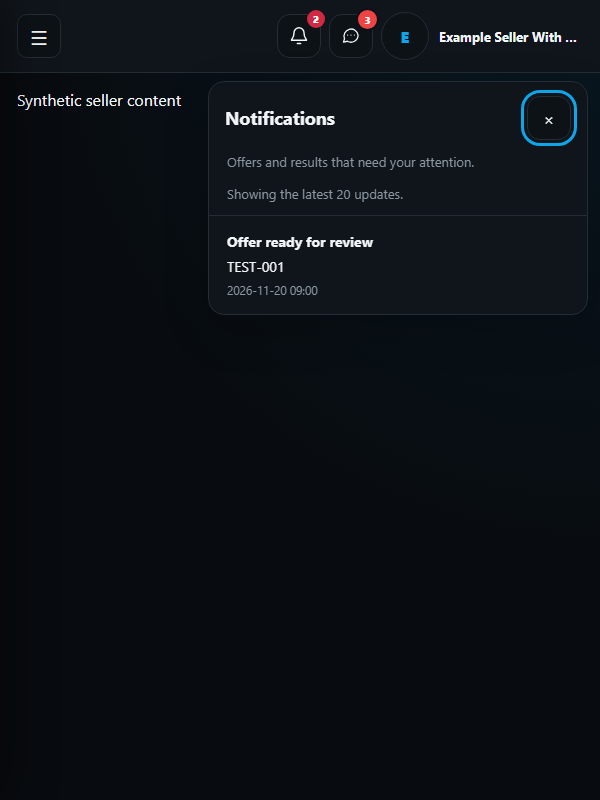 2
3
E
Example Seller With ...
Synthetic seller content
Notifications
×
Offers and results that need your attention.
Showing the latest 20 updates.
Offer ready for review
TEST-001
2026-11-20 09:00